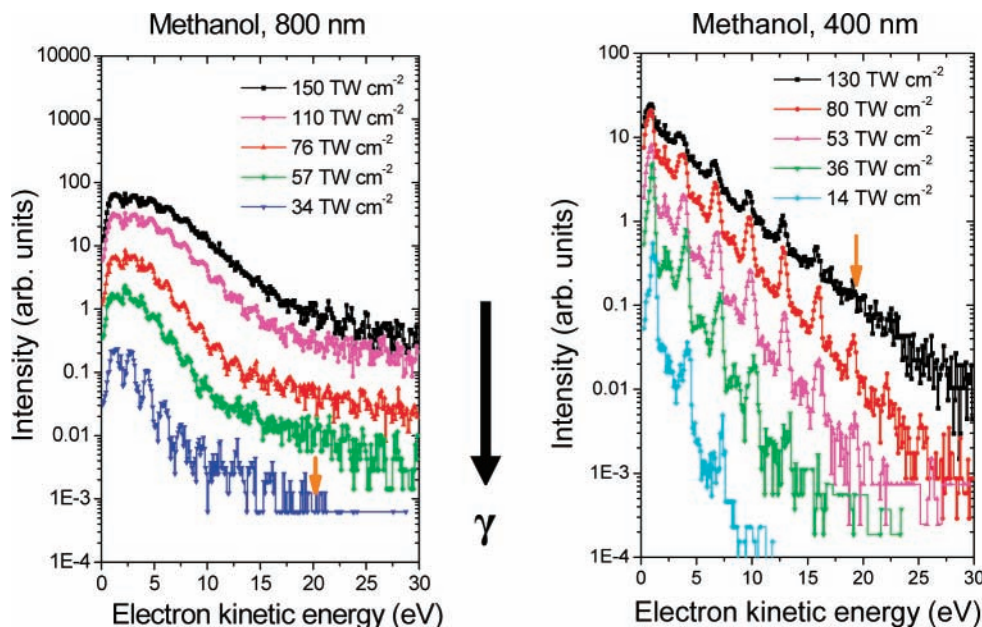 Methanol, 800 nm
10000
1000
100
10
1
0.1
0.01
1E-3
1E-4
Intensity (arb. units)
150 TW cm⁻²
110 TW cm⁻²
76 TW cm⁻²
57 TW cm⁻²
34 TW cm⁻²
0 5 10 15 20 25 30
Electron kinetic energy (eV)
γ
Methanol, 400 nm
100
10
1
0.1
0.01
1E-3
1E-4
Intensity (arb. units)
130 TW cm⁻²
80 TW cm⁻²
53 TW cm⁻²
36 TW cm⁻²
14 TW cm⁻²
0 5 10 15 20 25 30
Electron kinetic energy (eV)